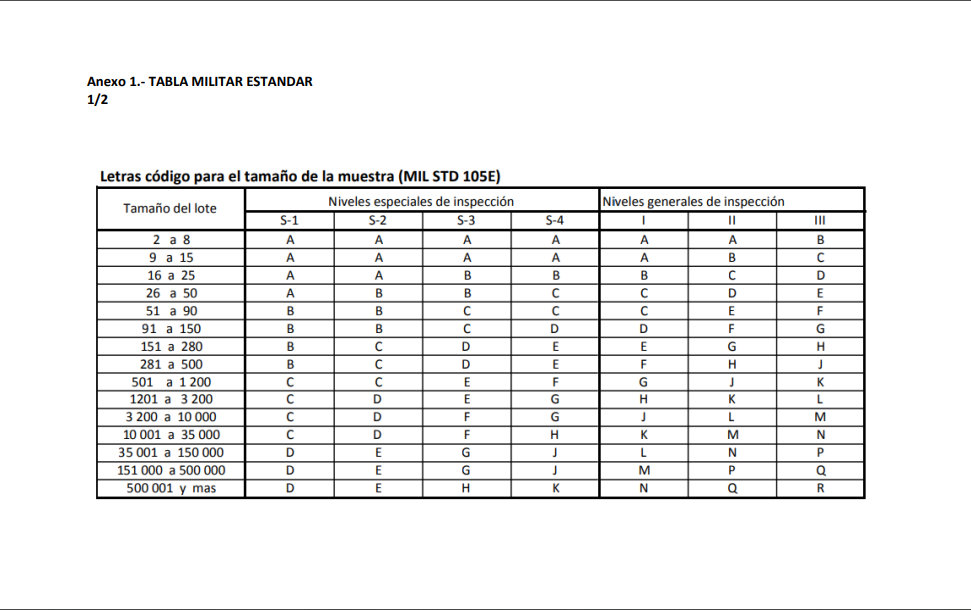 Anexo 1.- TABLA MILITAR ESTANDAR
1/2
Letras código para el tamaño de la muestra (MIL STD 105E)
Tamaño del lote Niveles especiales de inspección Niveles generales de inspección
S-1 S-2 S-3 S-4 I II III
2 a 8 A A A A A A B
9 a 15 A A A A A B C
16 a 25 A A B B B C D
26 a 50 A B B C C D E
51 a 90 B B C C C E F
91 a 150 B B C D D F G
151 a 280 B C D E E G H
281 a 500 B C D E F H J
501 a 1 200 C C E F G J K
1201 a 3 200 C D E G H K L
3 200 a 10 000 C D F G J L M
10 001 a 35 000 C D F H K M N
35 001 a 150 000 D E G J L N P
151 000 a 500 000 D E G J M P Q
500 001 y mas D E H K N Q R